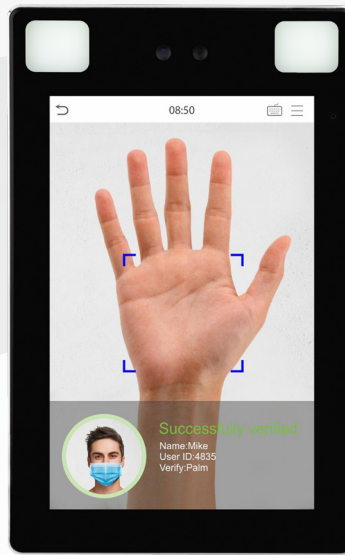 08:50
Successfully verified
Name:Mike
User ID:4835
Verify:Palm